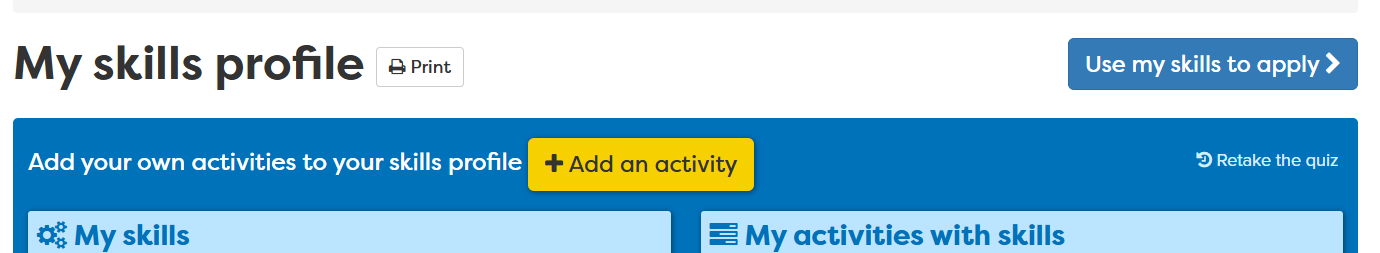 My skills profile Print Use my skills to apply
Add your own activities to your skills profile Add an activity Retake the quiz
My skills My activities with skills